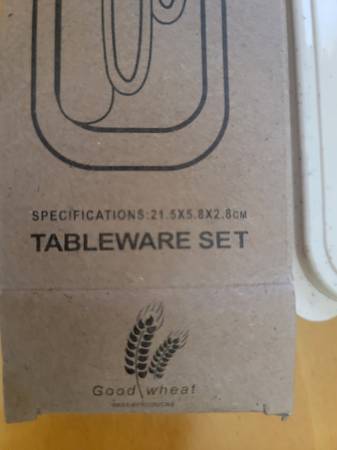 SPECIFICATIONS:21.5X5.8X2.8CM
TABLEWARE SET
Good wheat